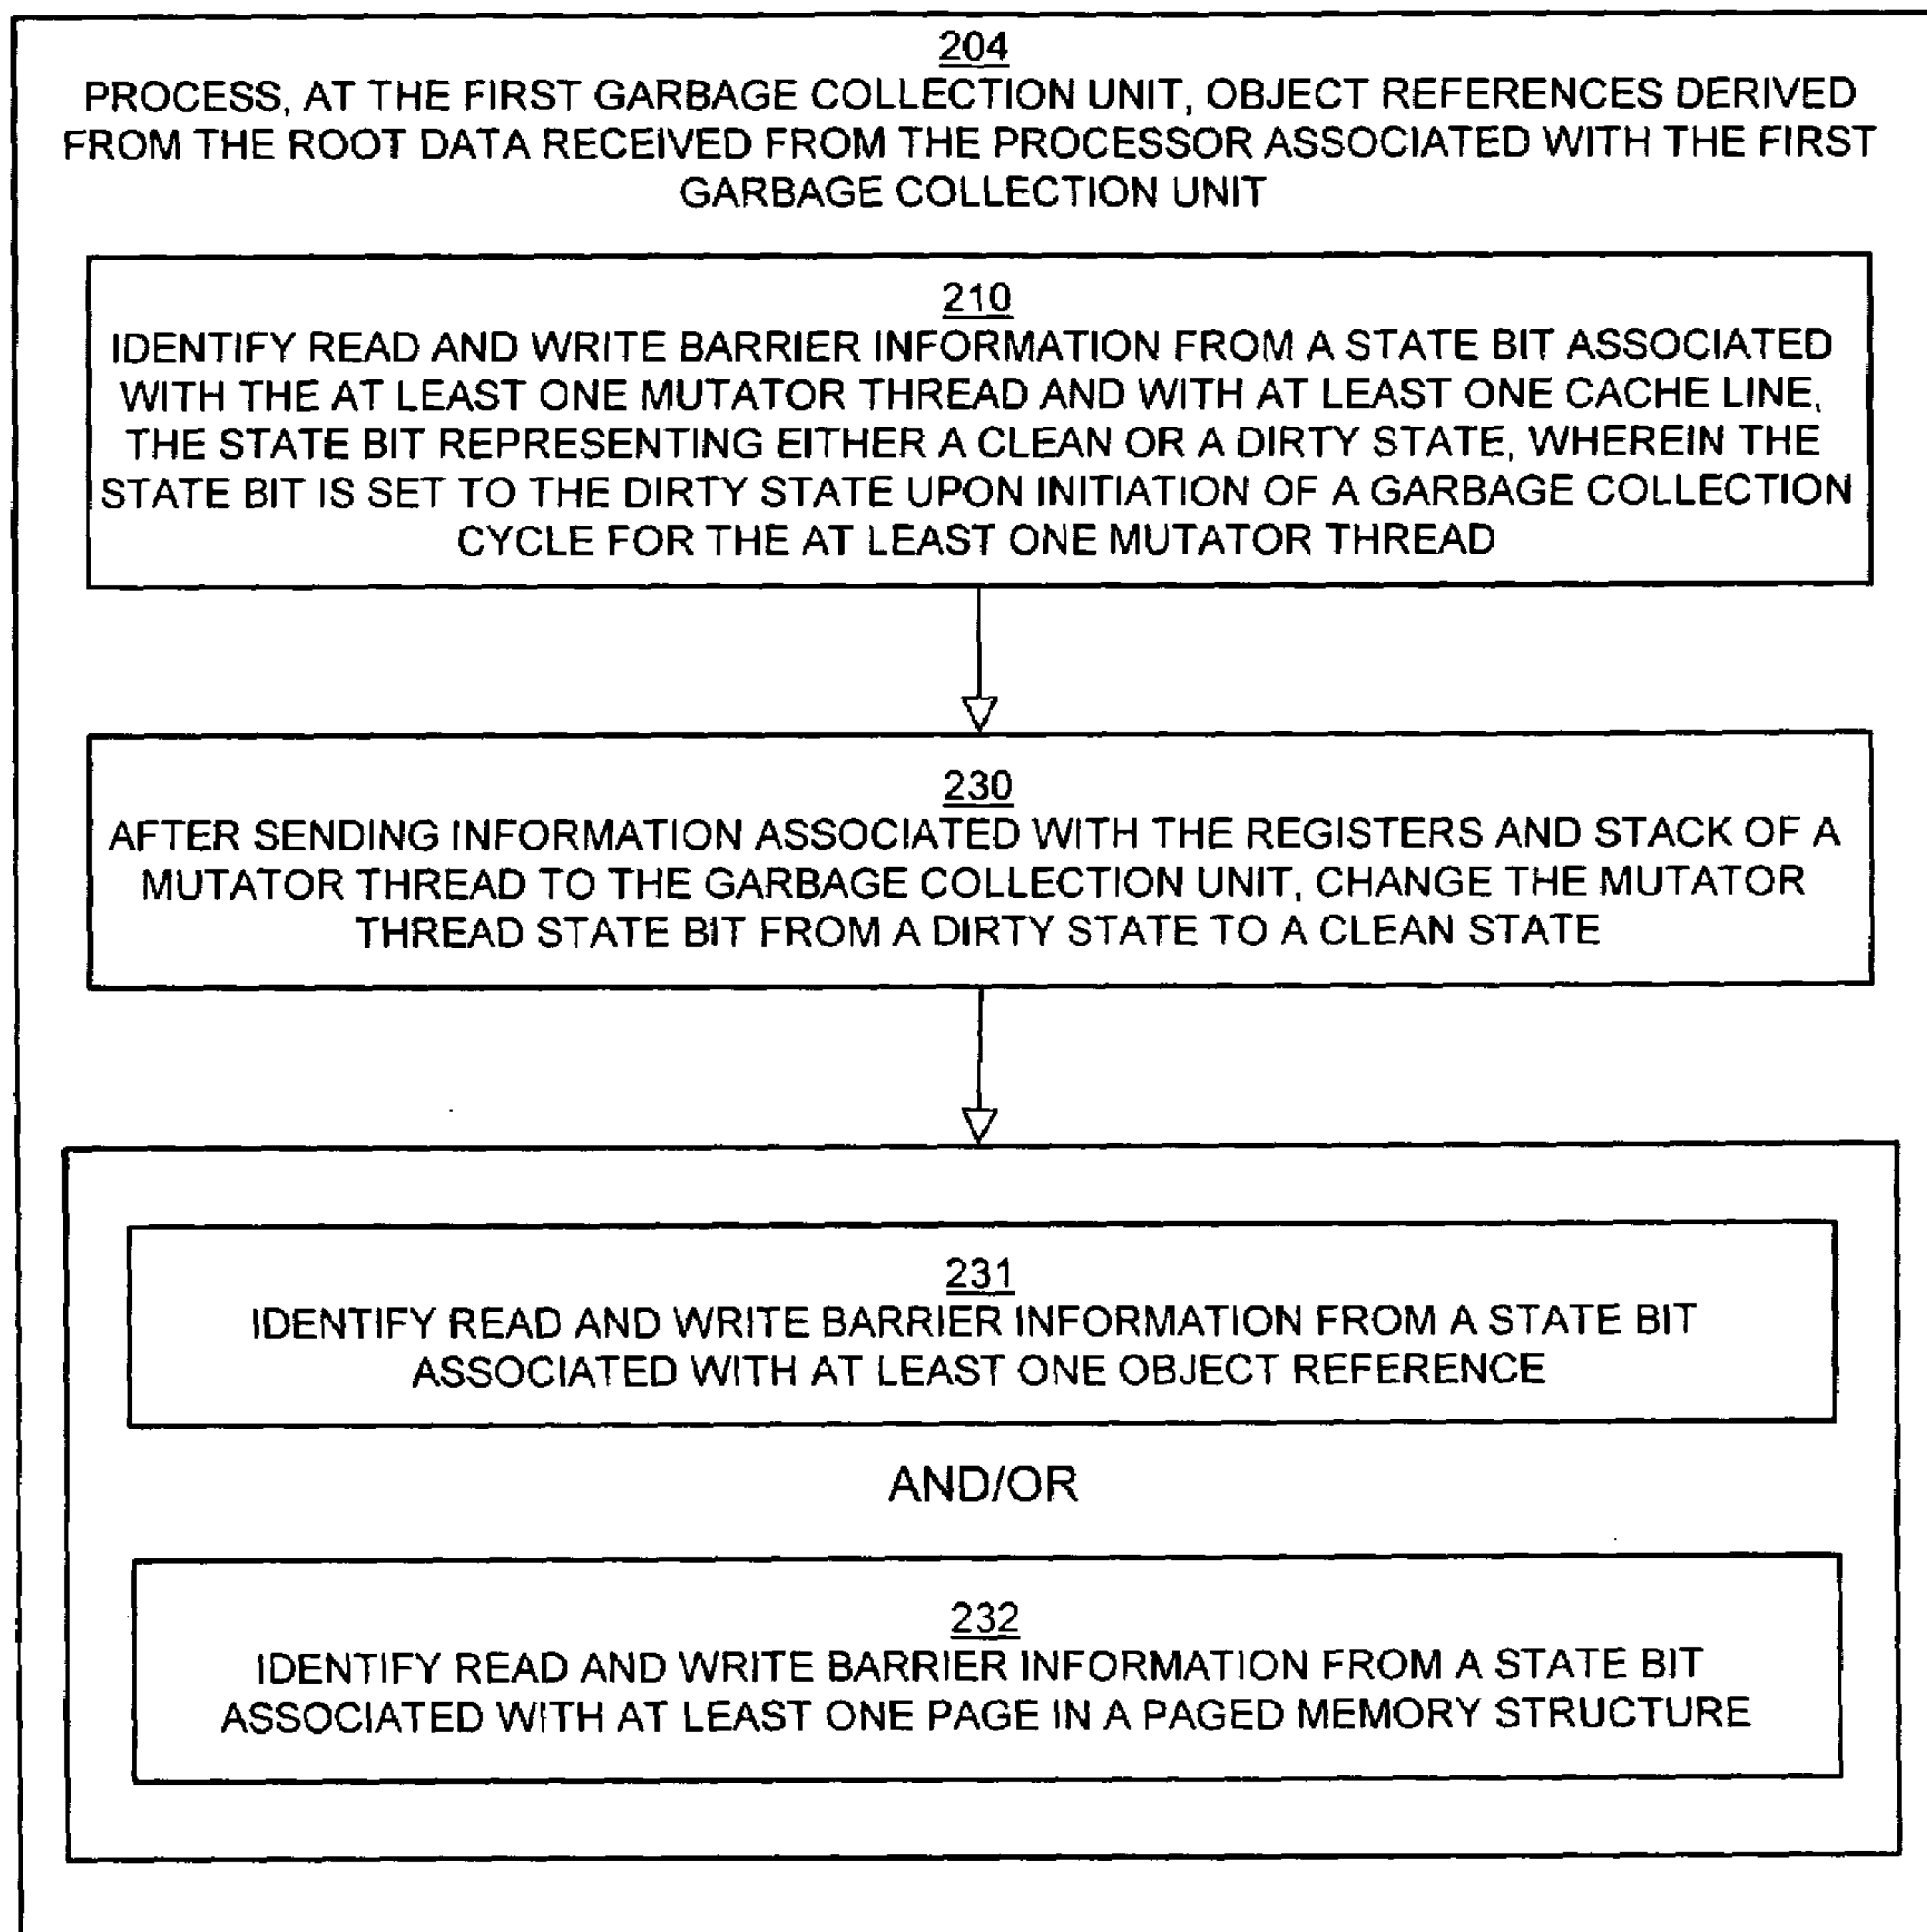 204
PROCESS, AT THE FIRST GARBAGE COLLECTION UNIT, OBJECT REFERENCES DERIVED
FROM THE ROOT DATA RECEIVED FROM THE PROCESSOR ASSOCIATED WITH THE FIRST
GARBAGE COLLECTION UNIT
210
IDENTIFY READ AND WRITE BARRIER INFORMATION FROM A STATE BIT ASSOCIATED
WITH THE AT LEAST ONE MUTATOR THREAD AND WITH AT LEAST ONE CACHE LINE,
THE STATE BIT REPRESENTING EITHER A CLEAN OR A DIRTY STATE, WHEREIN THE
STATE BIT IS SET TO THE DIRTY STATE UPON INITIATION OF A GARBAGE COLLECTION
CYCLE FOR THE AT LEAST ONE MUTATOR THREAD
230
AFTER SENDING INFORMATION ASSOCIATED WITH THE REGISTERS AND STACK OF A
MUTATOR THREAD TO THE GARBAGE COLLECTION UNIT, CHANGE THE MUTATOR
THREAD STATE BIT FROM A DIRTY STATE TO A CLEAN STATE
231
IDENTIFY READ AND WRITE BARRIER INFORMATION FROM A STATE BIT
ASSOCIATED WITH AT LEAST ONE OBJECT REFERENCE
AND/OR
232
IDENTIFY READ AND WRITE BARRIER INFORMATION FROM A STATE BIT
ASSOCIATED WITH AT LEAST ONE PAGE IN A PAGED MEMORY STRUCTURE